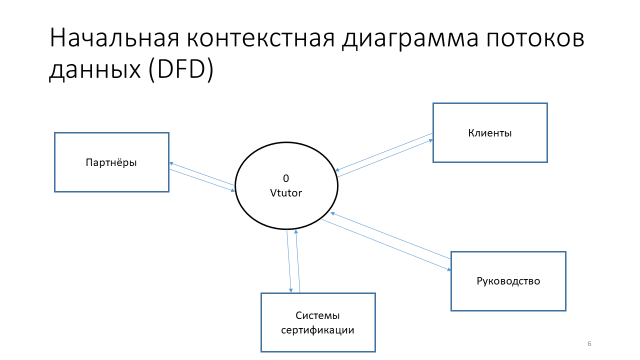 Начальная контекстная диаграмма потоков
данных (DFD)
Клиенты
Партнёры
0
Vtutor
Руководство
Системы
сертификации
6